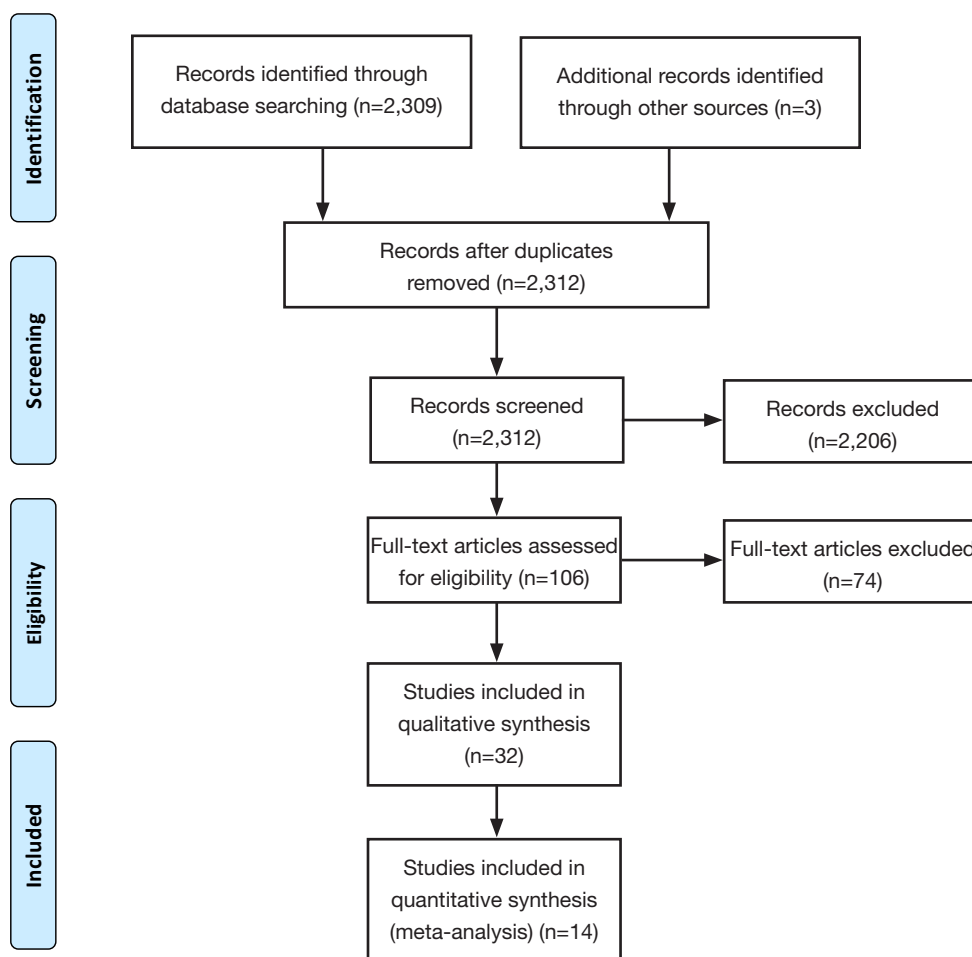 Identification
Records identified through
database searching (n=2,309)
Additional records identified
through other sources (n=3)
Screening
Records after duplicates
removed (n=2,312)
Records screened
(n=2,312)
Records excluded
(n=2,206)
Eligibility
Full-text articles assessed
for eligibility (n=106)
Full-text articles excluded
(n=74)
Studies included in
qualitative synthesis
(n=32)
Included
Studies included in
quantitative synthesis
(meta-analysis) (n=14)